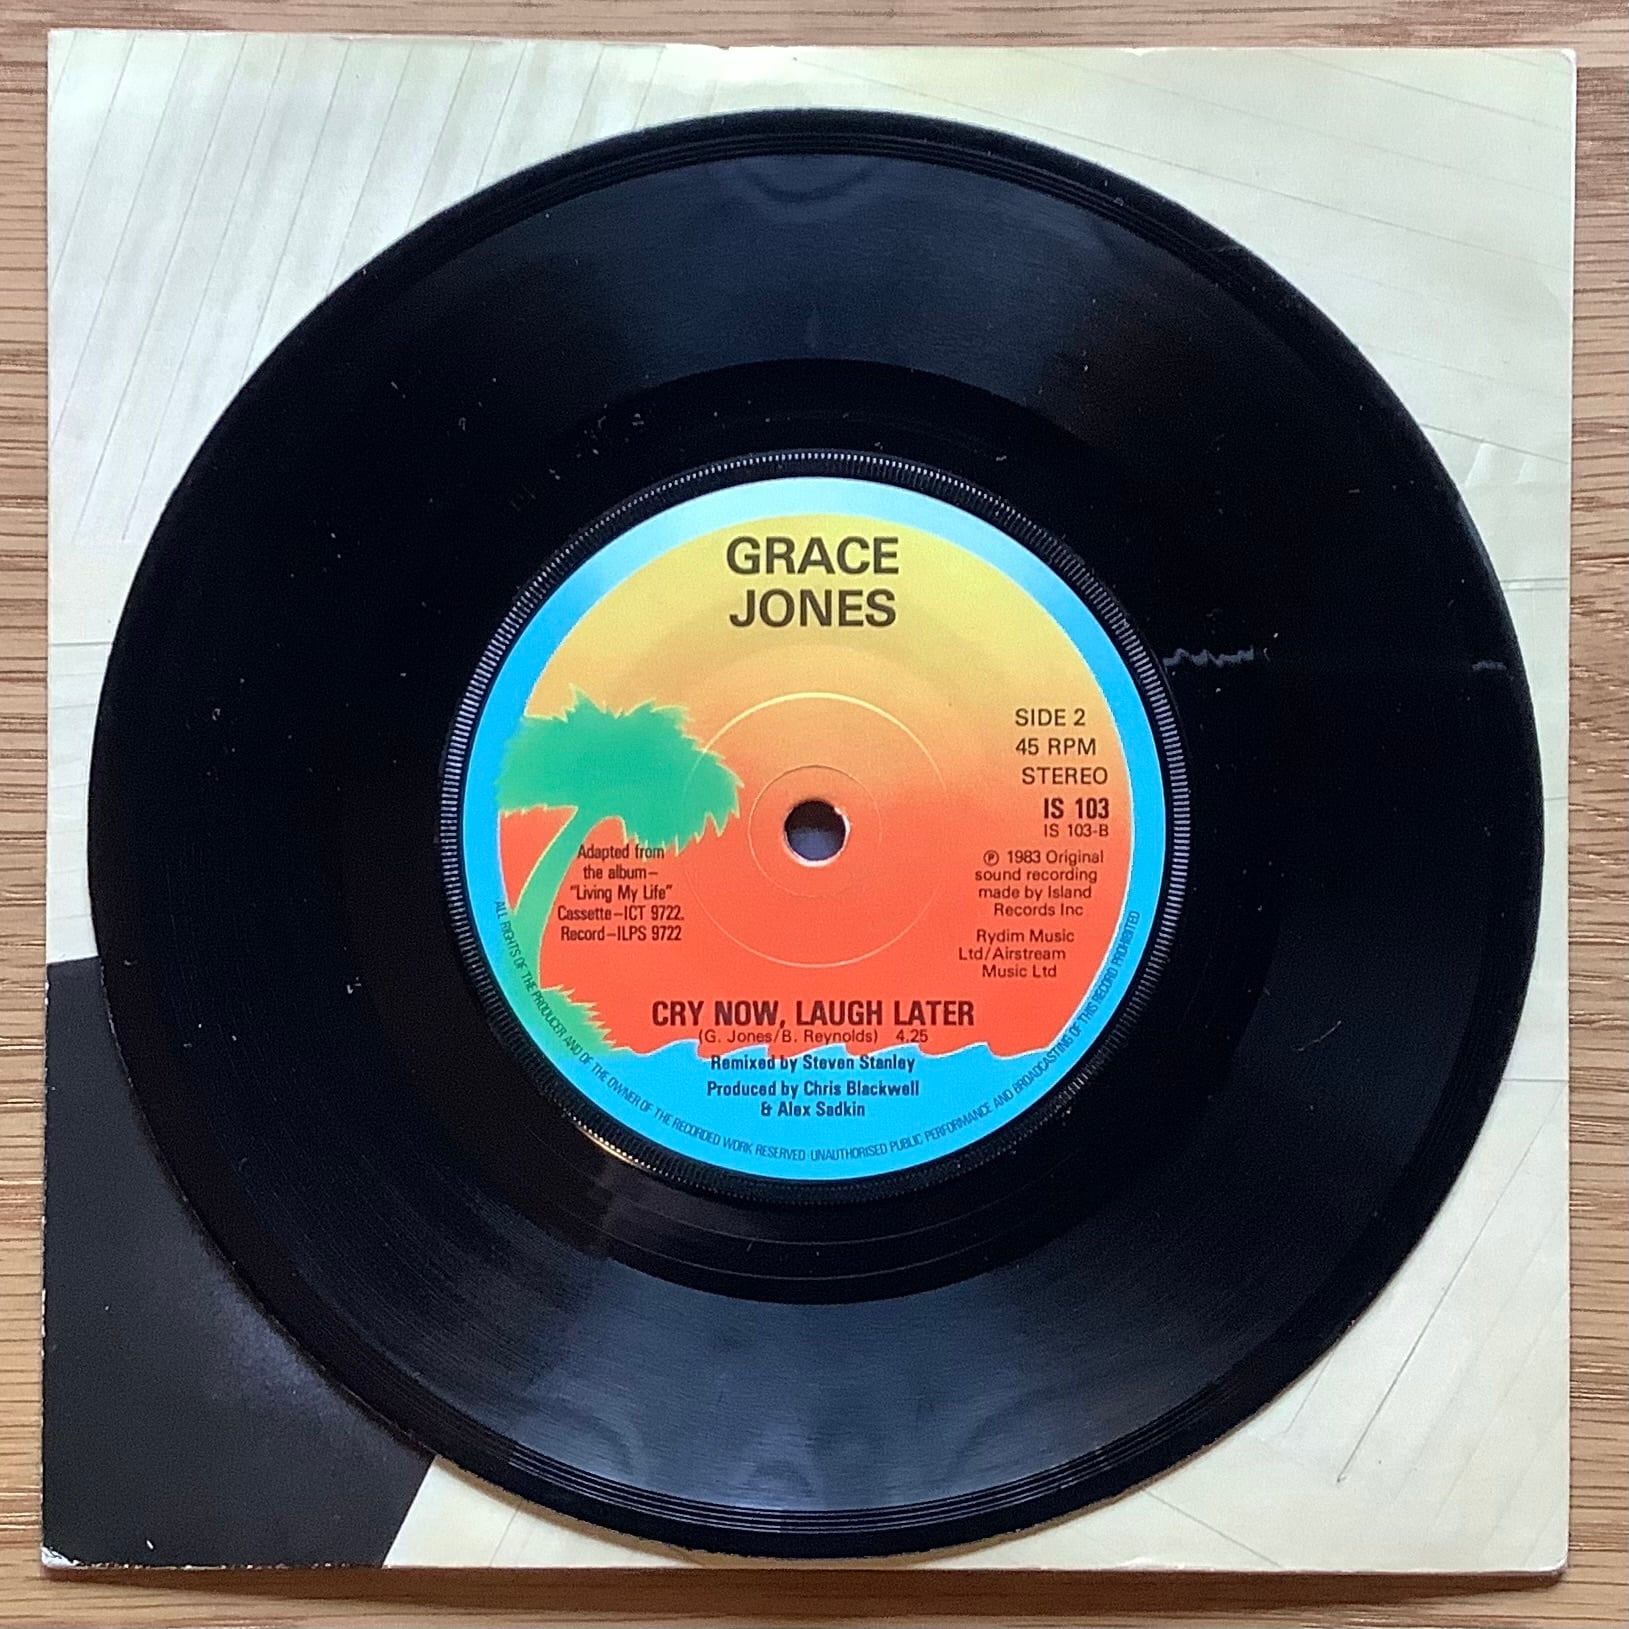 GRACE
JONES
SIDE 2
45 RPM
STEREO
IS 103
IS 103-B
Adapted from
the album–
"Living My Life"
Cassette–ICT 9722.
Record–ILPS 9722
℗ 1983 Original
sound recording
made by Island
Records Inc
Rydim Music
Ltd/Airstream
Music Ltd
CRY NOW, LAUGH LATER
(G. Jones/B. Reynolds) 4.25
Remixed by Steven Stanley
Produced by Chris Blackwell
& Alex Sadkin
ALL RIGHTS OF THE PRODUCER AND OF THE OWNER OF THE RECORDED WORK RESERVED UNAUTHORISED PUBLIC PERFORMANCE AND BROADCASTING OF THIS RECORD PROHIBITED